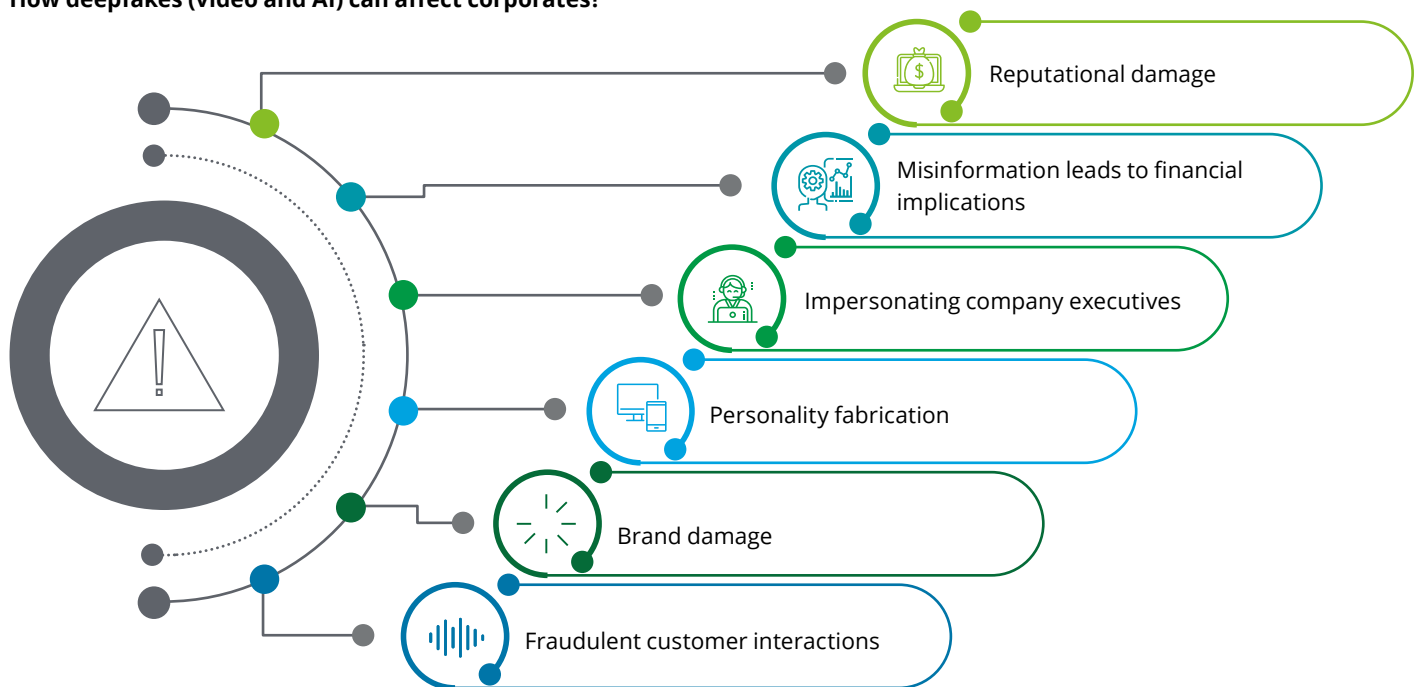 How deepfakes (video and AI) can affect corporates?
Reputational damage
Misinformation leads to financial
implications
Impersonating company executives
Personality fabrication
Brand damage
Fraudulent customer interactions